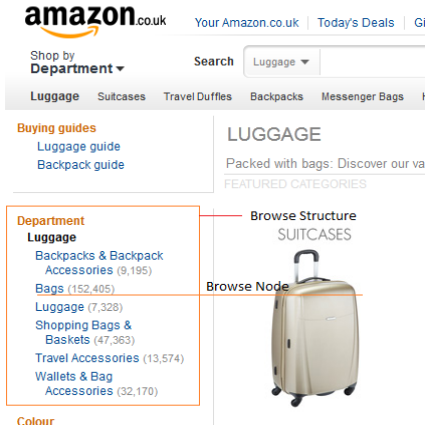 amazon.co.uk
Your Amazon.co.uk
Today's Deals
Shop by
Department
Search
Luggage
Luggage
Suitcases
Travel Duffles
Backpacks
Messenger Bags
Buying guides
Luggage guide
Backpack guide
LUGGAGE
Packed with bags: Discover our
FEATURED CATEGORIES
Department
Luggage
Backpacks & Backpack
Accessories (9,195)
Bags (152,405)
Luggage (7,328)
Shopping Bags &
Baskets (47,363)
Travel Accessories (13,574)
Wallets & Bag
Accessories (32,170)
Colour
Browse Structure
SUITCASES
Browse Node